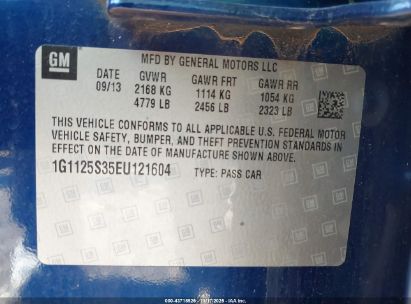 GM
MFD BY GENERAL MOTORS LLC
DATE GVWR GAWR FRT GAWR RR
09/13 2168 KG 1114 KG 1054 KG
4779 LB 2456 LB 2323 LB
THIS VEHICLE CONFORMS TO ALL APPLICABLE U.S. FEDERAL MOTOR
VEHICLE SAFETY, BUMPER, AND THEFT PREVENTION STANDARDS IN
EFFECT ON THE DATE OF MANUFACTURE SHOWN ABOVE.
1G1125S35EU121604 TYPE: PASS CAR